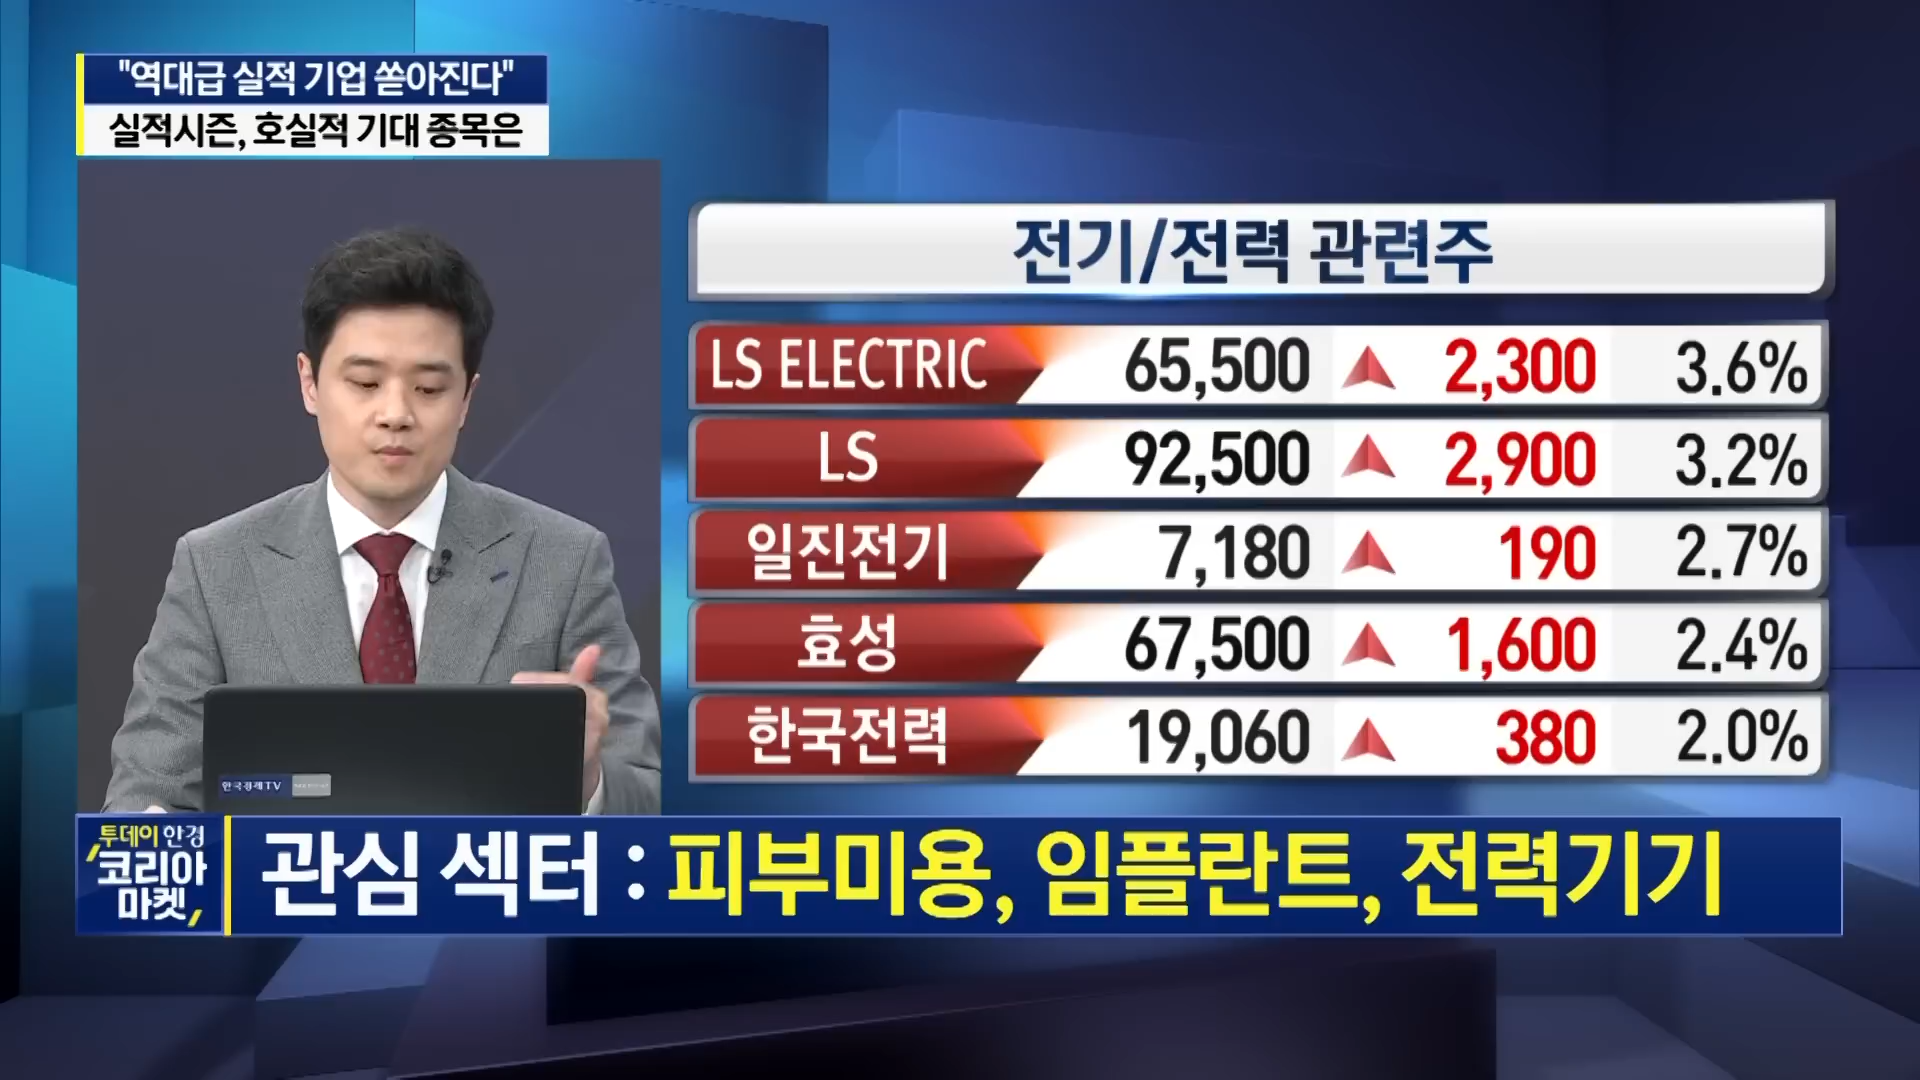 "역대급 실적 기업 쏟아진다"
실적시즌, 호실적 기대 종목은
전기/전력 관련주
LS ELECTRIC 65,500 ▲ 2,300 3.6%
LS 92,500 ▲ 2,900 3.2%
일진전기 7,180 ▲ 190 2.7%
효성 67,500 ▲ 1,600 2.4%
한국전력 19,060 ▲ 380 2.0%
한국경제TV
투데이 한경
코리아
마켓
관심 섹터 : 피부미용, 임플란트, 전력기기